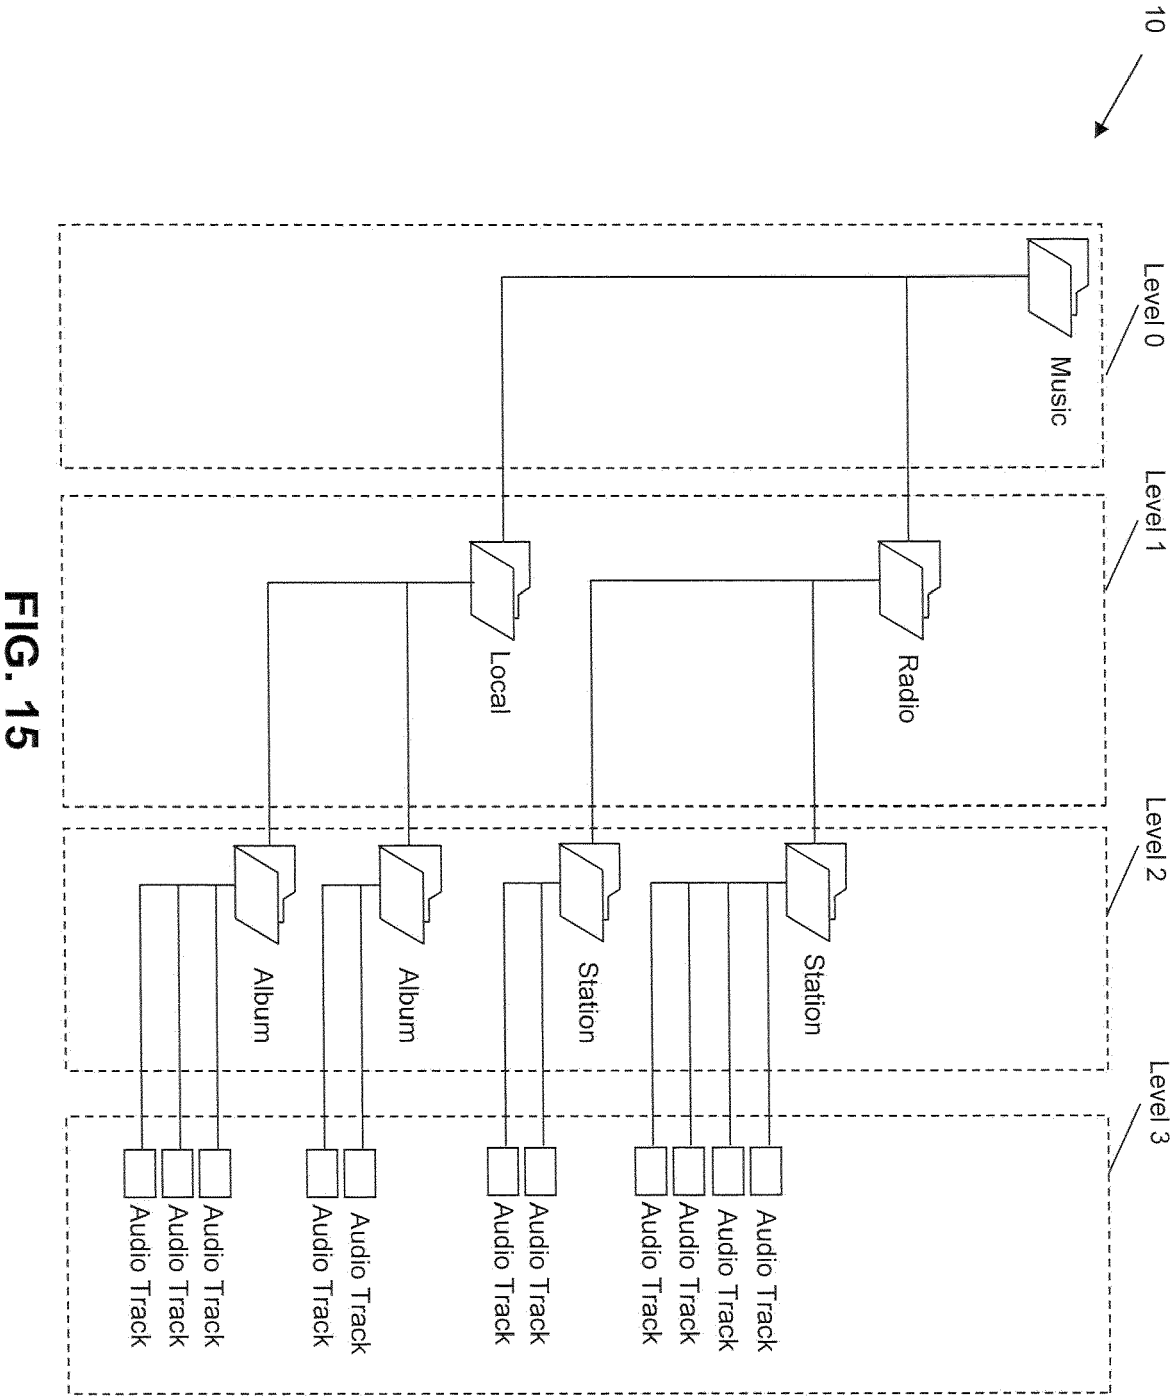 10
Level 0
Level 1
Level 2
Level 3
Music
Radio
Station
Audio Track
Audio Track
Audio Track
Audio Track
Station
Audio Track
Audio Track
Local
Album
Audio Track
Audio Track
Album
Audio Track
Audio Track
Audio Track
FIG. 15